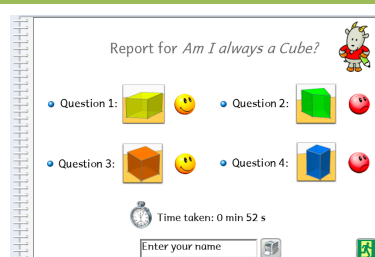 Report for Am I always a Cube?
Question 1:
Question 2:
Question 3:
Question 4:
Time taken: 0 min 52 s
Enter your name